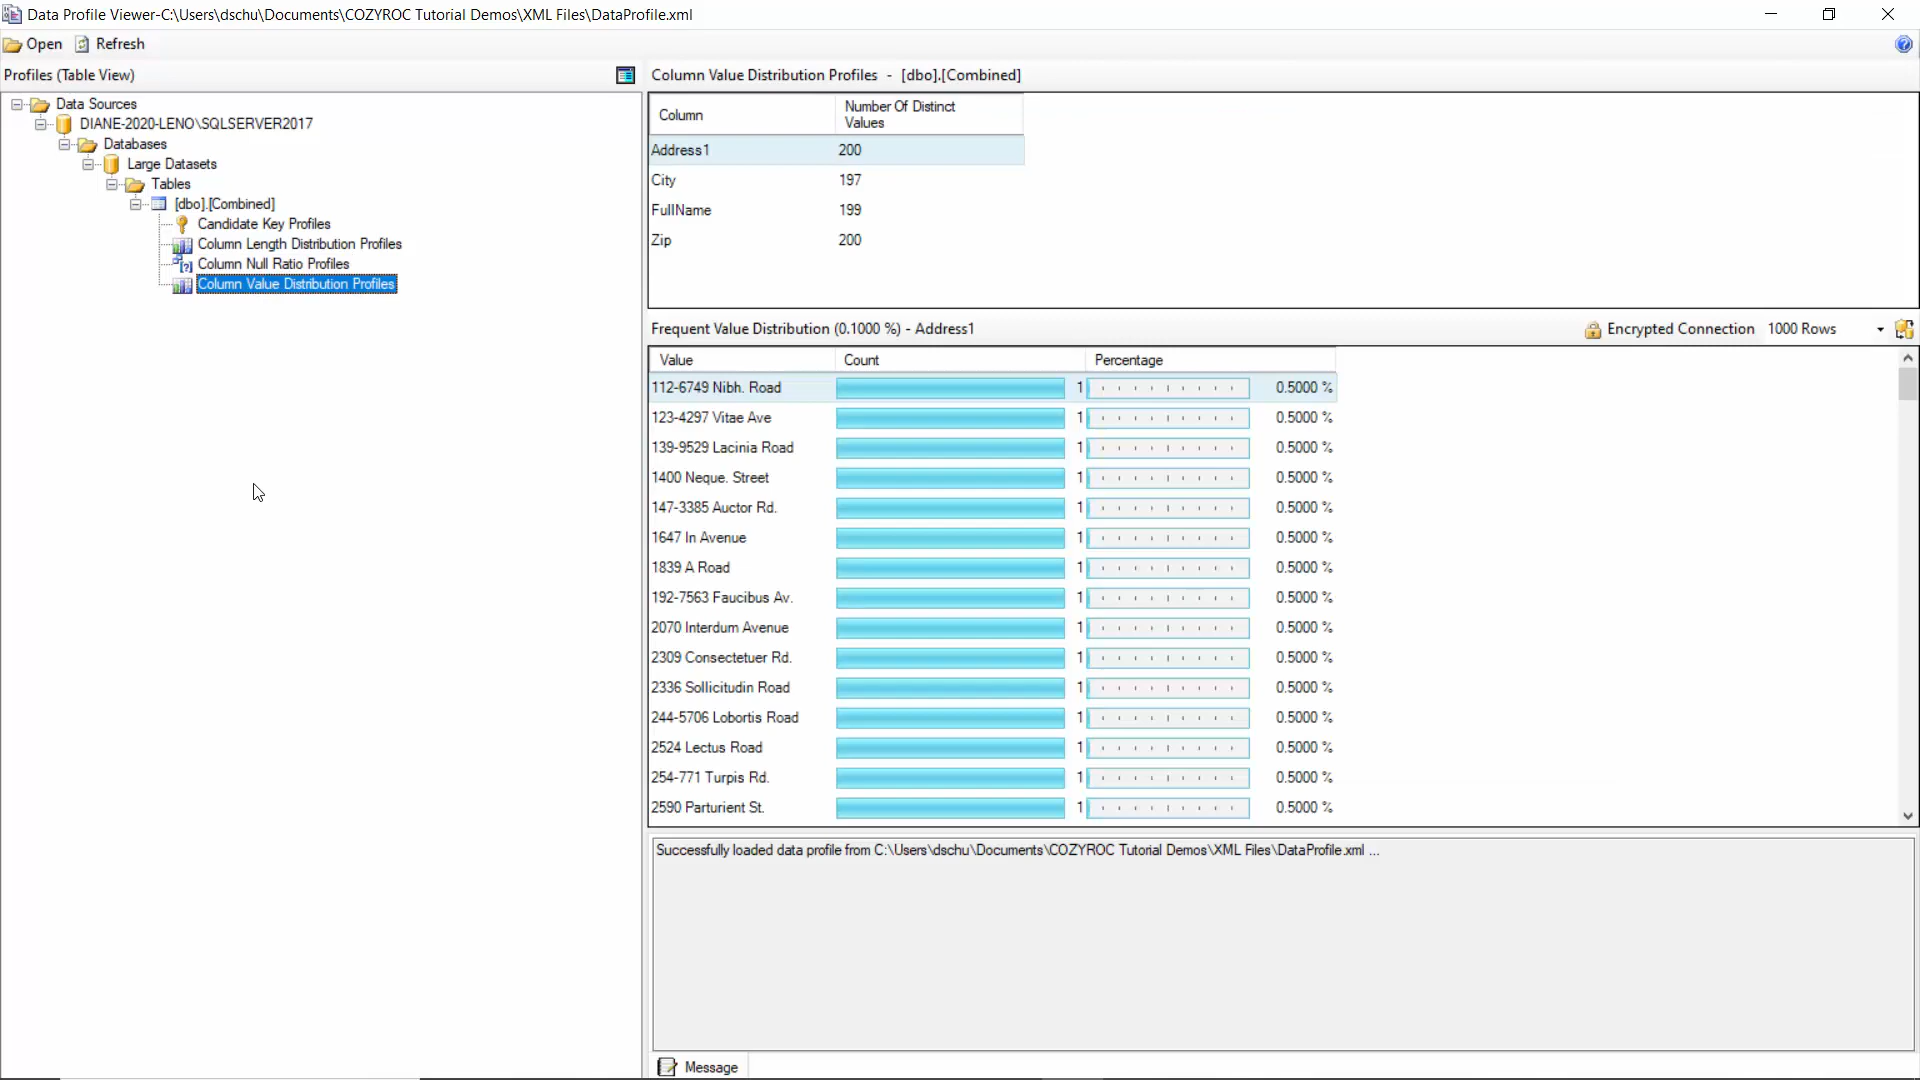 Data Profile Viewer-C:\Users\dschu\Documents\COZYROC Tutorial Demos\XML Files\DataProfile.xml
Open Refresh
Profiles (Table View)
Data Sources
DIANE-2020-LENO\SQLSERVER2017
Databases
Large Datasets
Tables
[dbo].[Combined]
Candidate Key Profiles
Column Length Distribution Profiles
Column Null Ratio Profiles
Column Value Distribution Profiles
Column Value Distribution Profiles - [dbo].[Combined]
Column Number Of Distinct Values
Address1 200
City 197
FullName 199
Zip 200
Frequent Value Distribution (0.1000 %) - Address1 Encrypted Connection 1000 Rows
Value Count Percentage
112-6749 Nibh. Road 1 0.5000 %
123-4297 Vitae Ave 1 0.5000 %
139-9529 Lacinia Road 1 0.5000 %
1400 Neque. Street 1 0.5000 %
147-3385 Auctor Rd. 1 0.5000 %
1647 In Avenue 1 0.5000 %
1839 A Road 1 0.5000 %
192-7563 Faucibus Av. 1 0.5000 %
2070 Interdum Avenue 1 0.5000 %
2309 Consectetuer Rd. 1 0.5000 %
2336 Sollicitudin Road 1 0.5000 %
244-5706 Lobortis Road 1 0.5000 %
2524 Lectus Road 1 0.5000 %
254-771 Turpis Rd. 1 0.5000 %
2590 Parturient St. 1 0.5000 %
Successfully loaded data profile from C:\Users\dschu\Documents\COZYROC Tutorial Demos\XML Files\DataProfile.xml ...
Message